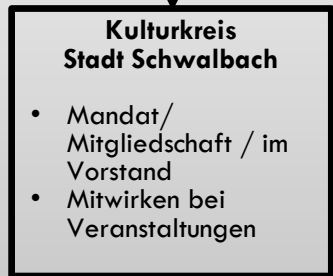 Kulturkreis
Stadt Schwalbach
• Mandat/
Mitgliedschaft / im
Vorstand
• Mitwirken bei
Veranstaltungen